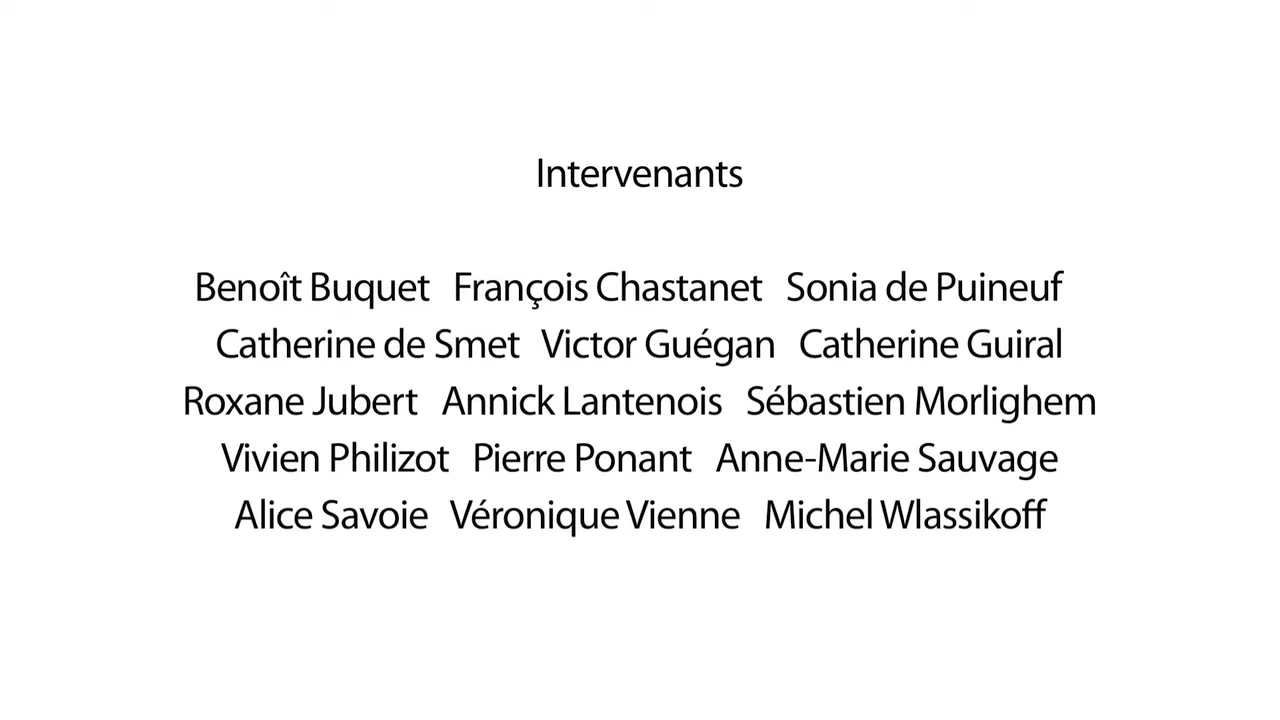 Intervenants
Benoît Buquet François Chastanet Sonia de Puineuf
Catherine de Smet Victor Guégan Catherine Guiral
Roxane Jubert Annick Lantenois Sébastien Morlighem
Vivien Philizot Pierre Ponant Anne-Marie Sauvage
Alice Savoie Véronique Vienne Michel Wlassikoff